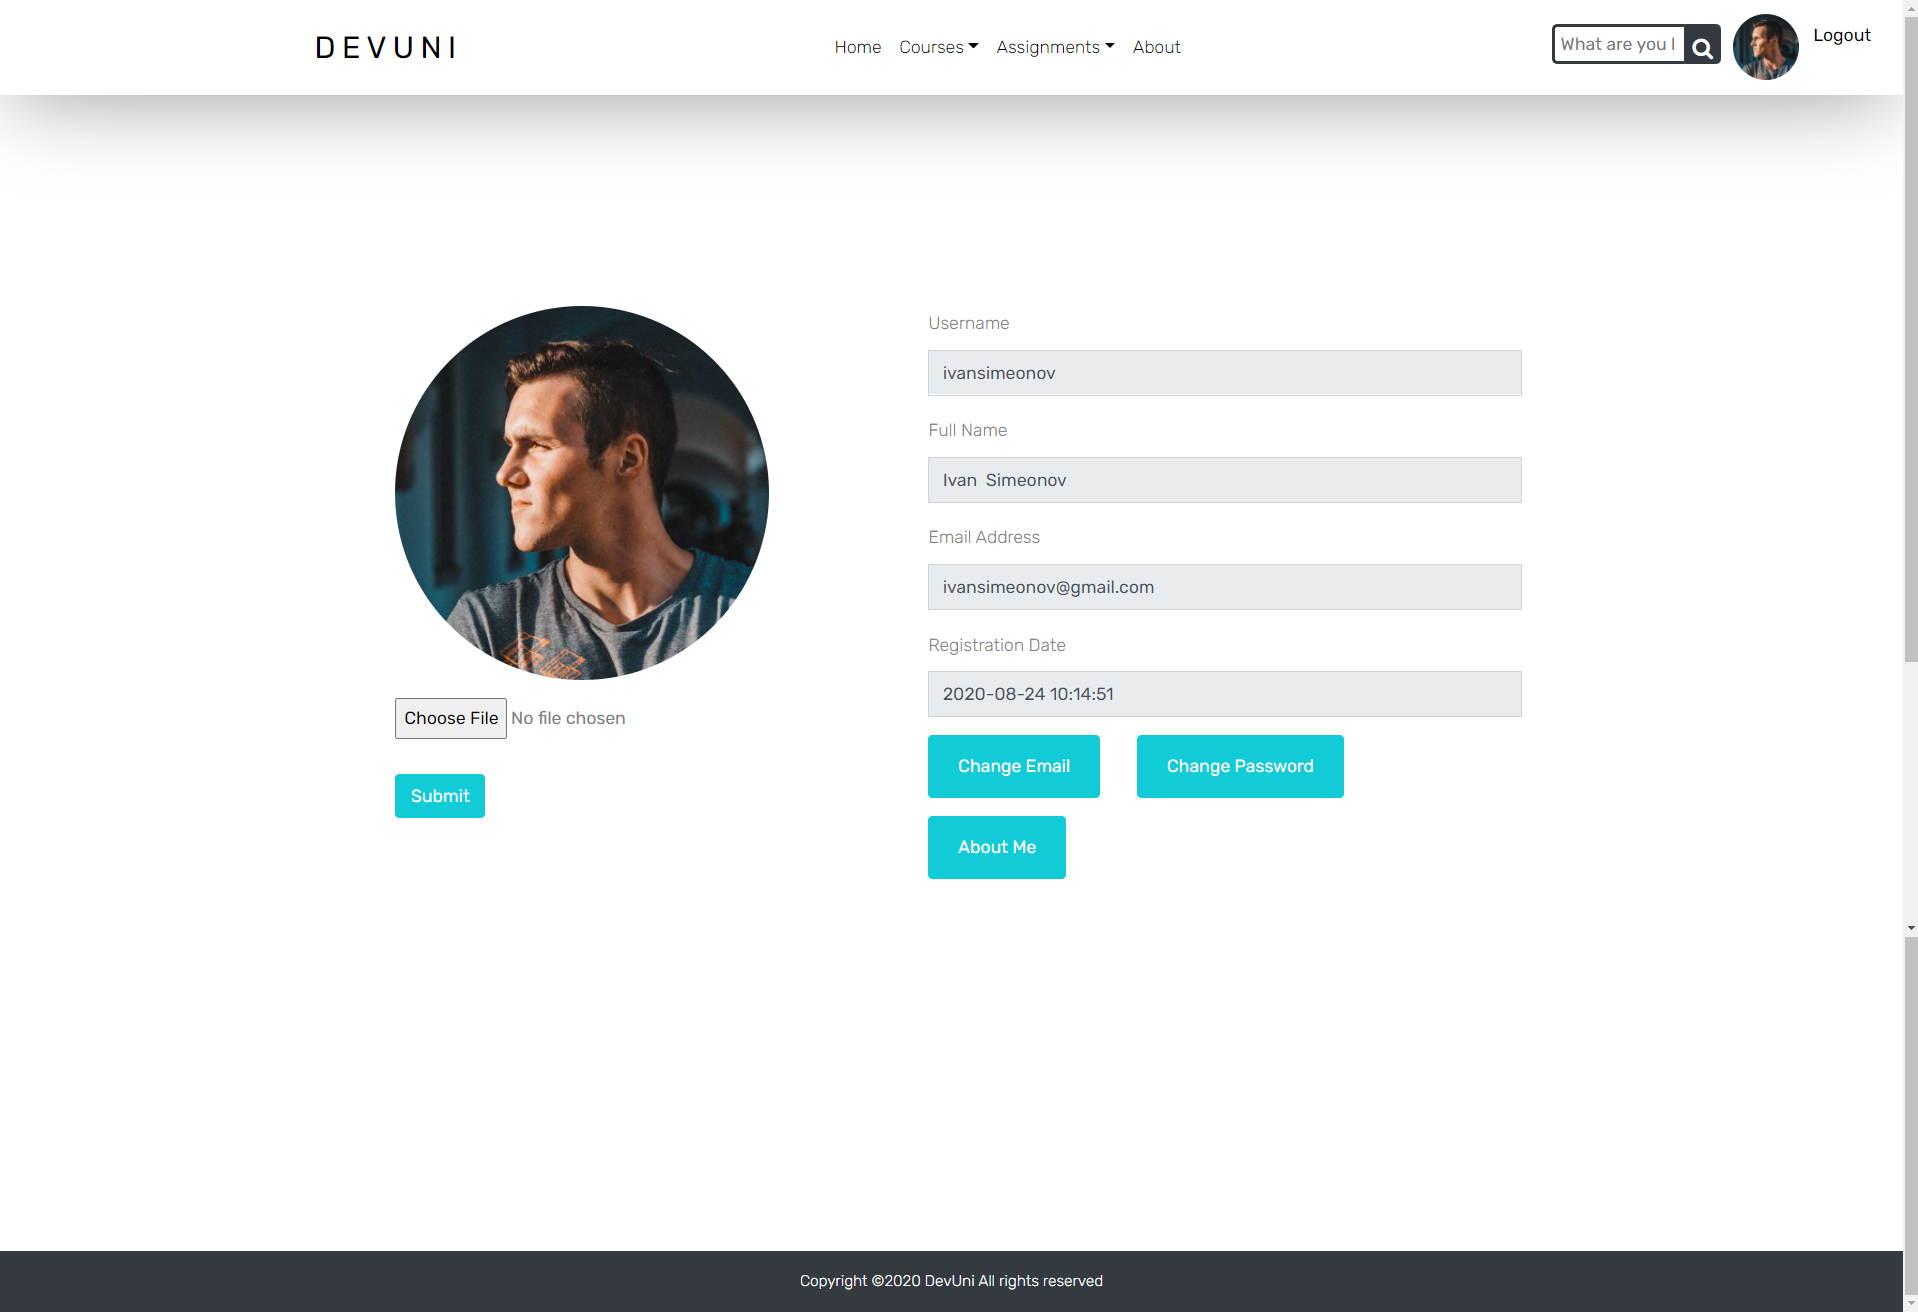 DEVUNI
Home Courses Assignments About
What are you l
Logout
Username
ivansimeonov
Full Name
Ivan  Simeonov
Email Address
ivansimeonov@gmail.com
Registration Date
2020-08-24 10:14:51
Choose File No file chosen
Change Email Change Password
Submit
About Me
Copyright ©2020 DevUni All rights reserved